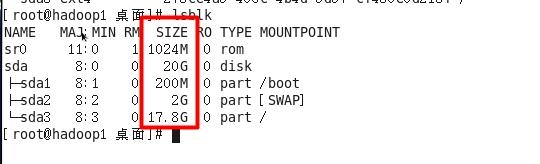 [root@hadoop1 桌面]# lsblk
NAME MAJ:MIN RM SIZE RO TYPE MOUNTPOINT
sr0 11:0 1 1024M 0 rom
sda 8:0 0 20G 0 disk
├─sda1 8:1 0 200M 0 part /boot
├─sda2 8:2 0 2G 0 part [SWAP]
└─sda3 8:3 0 17.8G 0 part /
[root@hadoop1 桌面]#